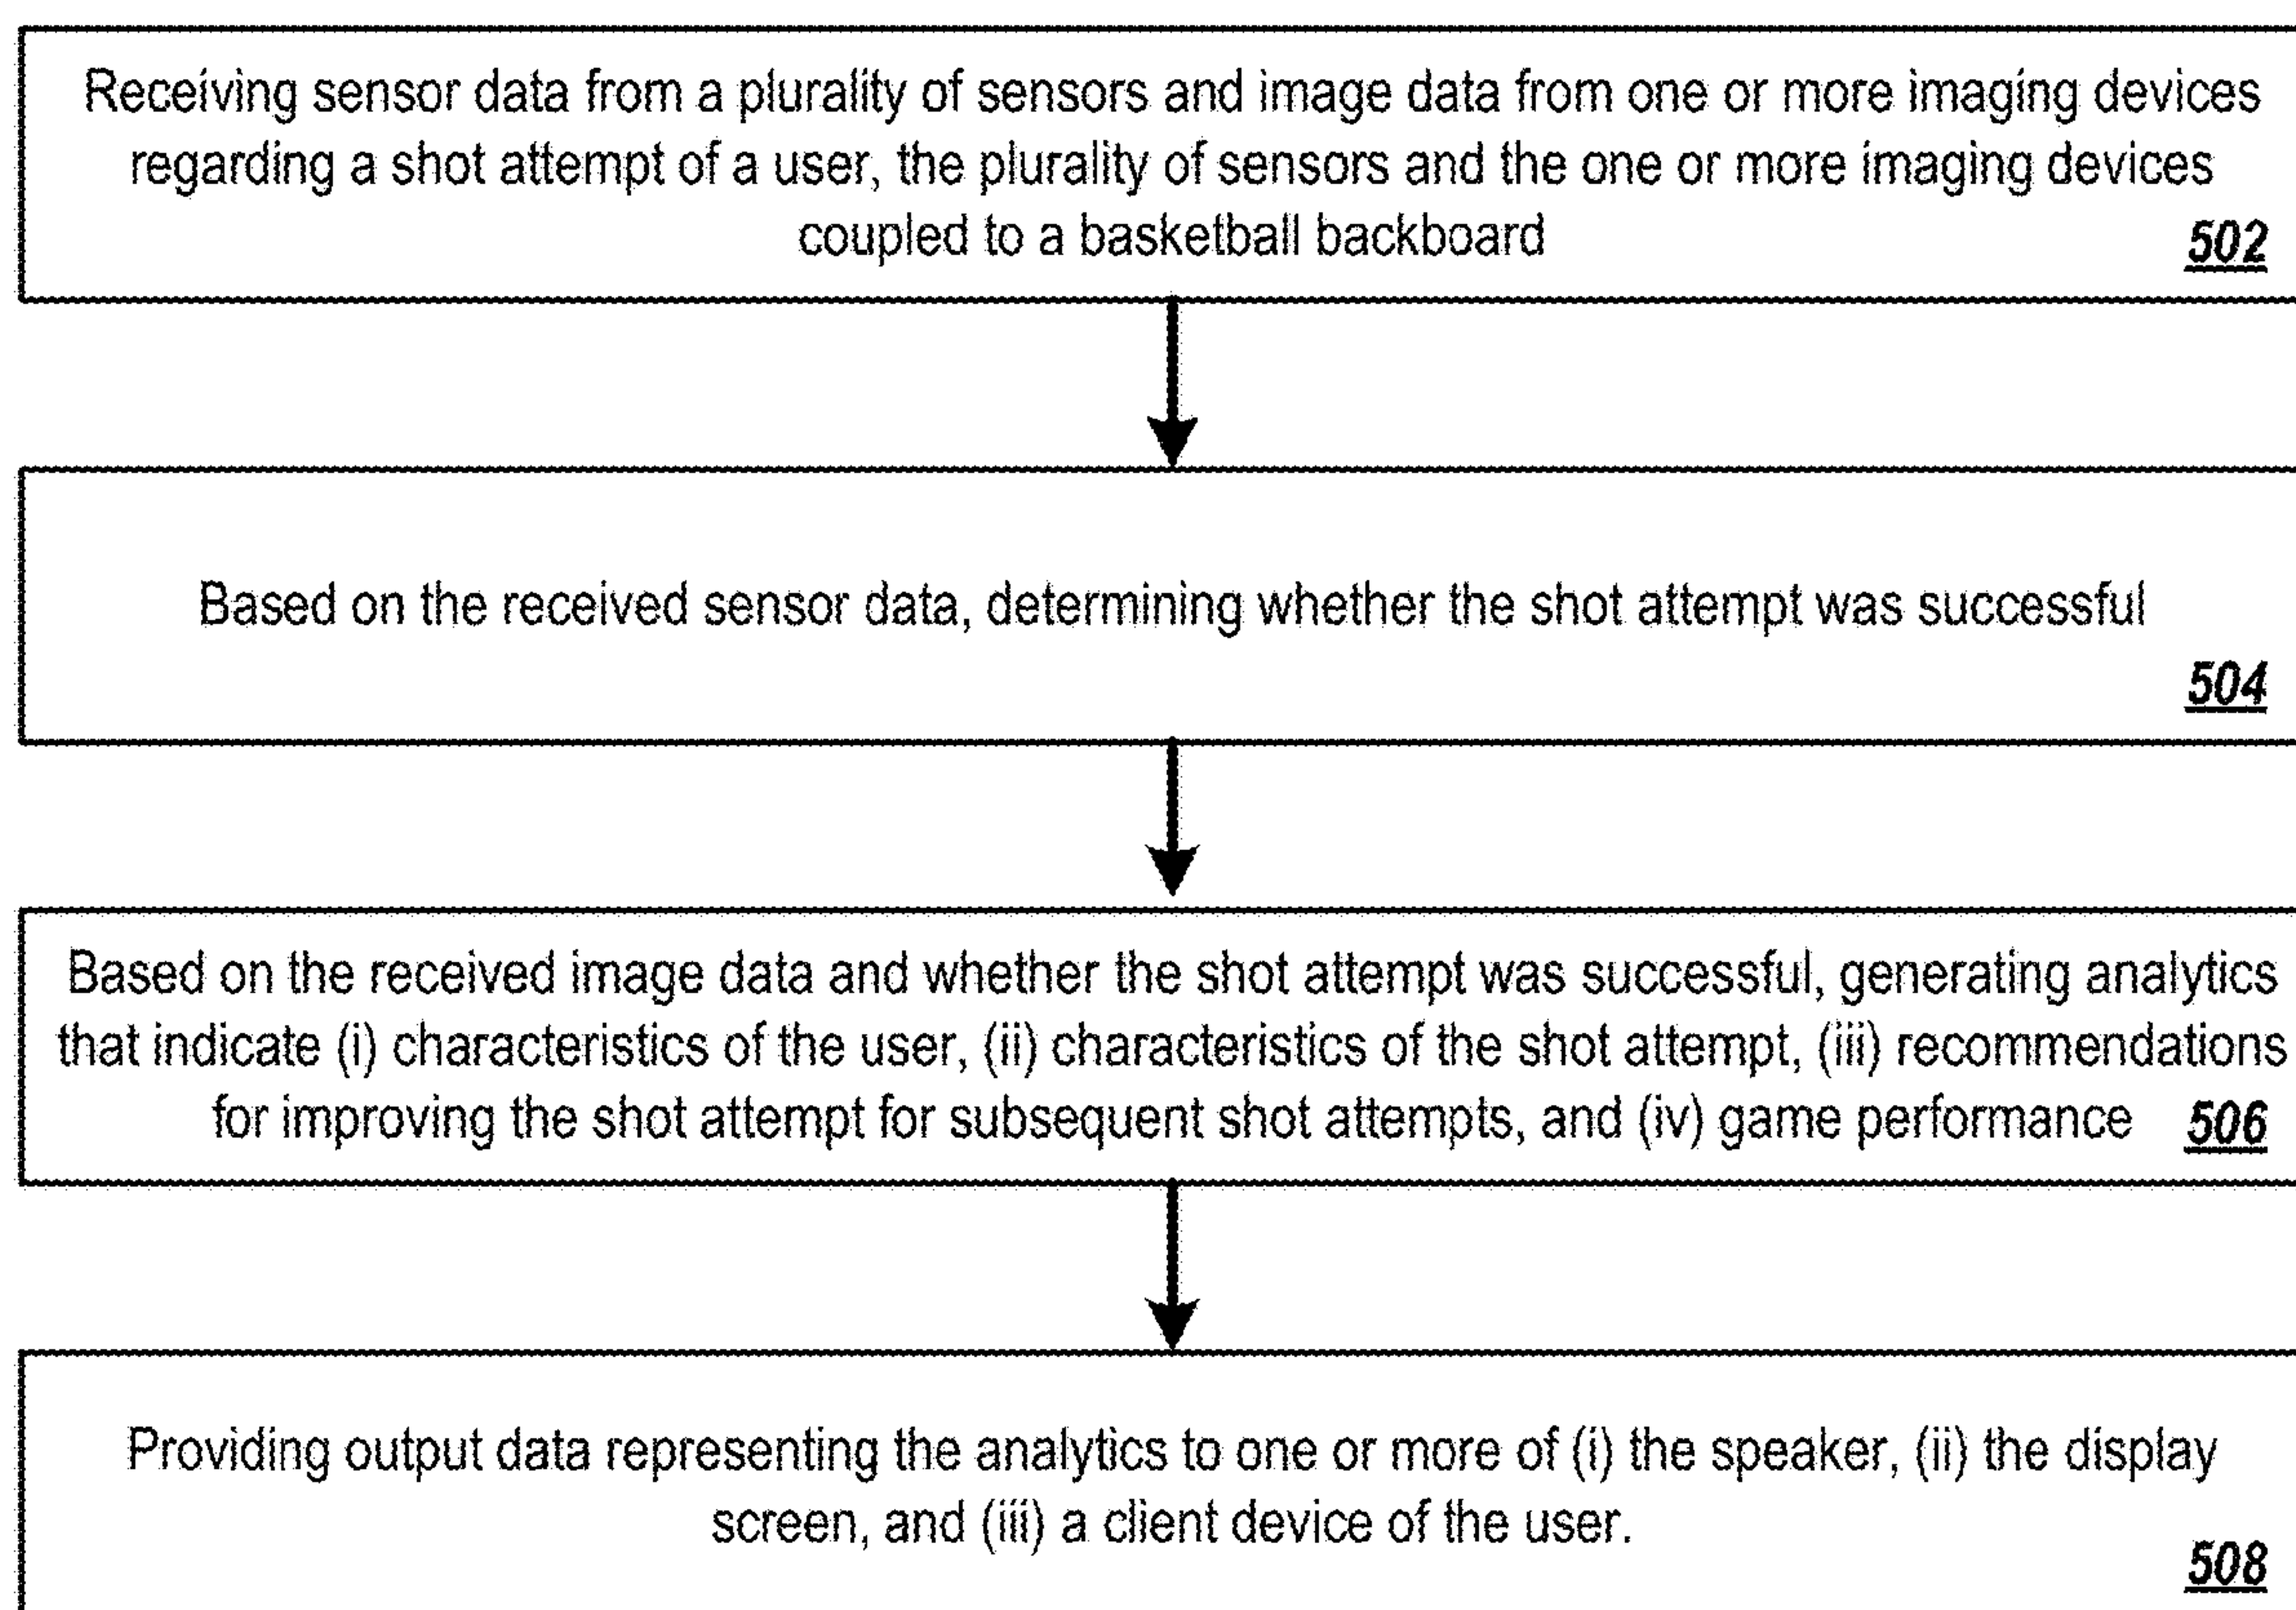 Receiving sensor data from a plurality of sensors and image data from one or more imaging devices
regarding a shot attempt of a user, the plurality of sensors and the one or more imaging devices
coupled to a basketball backboard
502
Based on the received sensor data, determining whether the shot attempt was successful
504
Based on the received image data and whether the shot attempt was successful, generating analytics
that indicate (i) characteristics of the user, (ii) characteristics of the shot attempt, (iii) recommendations
for improving the shot attempt for subsequent shot attempts, and (iv) game performance 506
Providing output data representing the analytics to one or more of (i) the speaker, (ii) the display
screen, and (iii) a client device of the user.
508